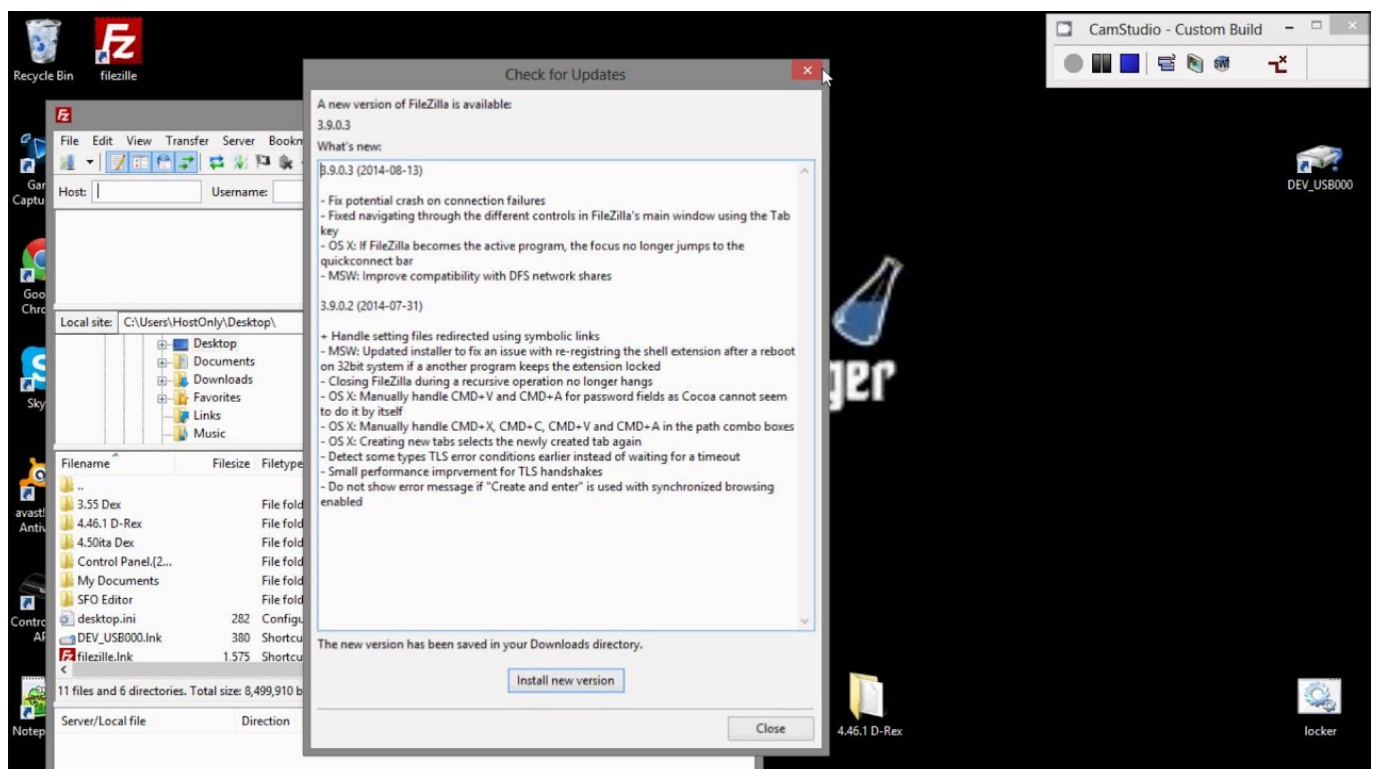 CamStudio - Custom Build
Recycle Bin
filezille
Check for Updates
A new version of FileZilla is available:
3.9.0.3
What's new:
3.9.0.3 (2014-08-13)
- Fix potential crash on connection failures
- Fixed navigating through the different controls in FileZilla's main window using the Tab
key
- OS X: If FileZilla becomes the active program, the focus no longer jumps to the
quickconnect bar
- MSW: Improve compatibility with DFS network shares
3.9.0.2 (2014-07-31)
+ Handle setting files redirected using symbolic links
- MSW: Updated installer to fix an issue with re-registring the shell extension after a reboot
on 32bit system if a another program keeps the extension locked
- Closing FileZilla during a recursive operation no longer hangs
- OS X: Manually handle CMD+V and CMD+A for password fields as Cocoa cannot seem
to do it by itself
- OS X: Manually handle CMD+X, CMD+C, CMD+V and CMD+A in the path combo boxes
- OS X: Creating new tabs selects the newly created tab again
- Detect some types TLS error conditions earlier instead of waiting for a timeout
- Small performance imprvement for TLS handshakes
- Do not show error message if "Create and enter" is used with synchronized browsing
enabled
The new version has been saved in your Downloads directory.
Install new version
Close
File Edit View Transfer Server Bookn
Host: Username:
Local site: C:\Users\HostOnly\Desktop\
Desktop
Documents
Downloads
Favorites
Links
Music
Filename Filesize Filetype
..
3.55 Dex File fold
4.46.1 D-Rex File fold
4.50ita Dex File fold
Control Panel.{2... File fold
My Documents File fold
SFO Editor File fold
desktop.ini 282 Configu
DEV_USB000.lnk 380 Shortcu
filezille.lnk 1.575 Shortcu
11 files and 6 directories. Total size: 8,499,910 b
Server/Local file Di rection
Gar
Captu
Goo
Chro
Sky
avast!
Antiv
Contro
AP
Notep
DEV_USB000
ger
4.46.1 D-Rex
locker